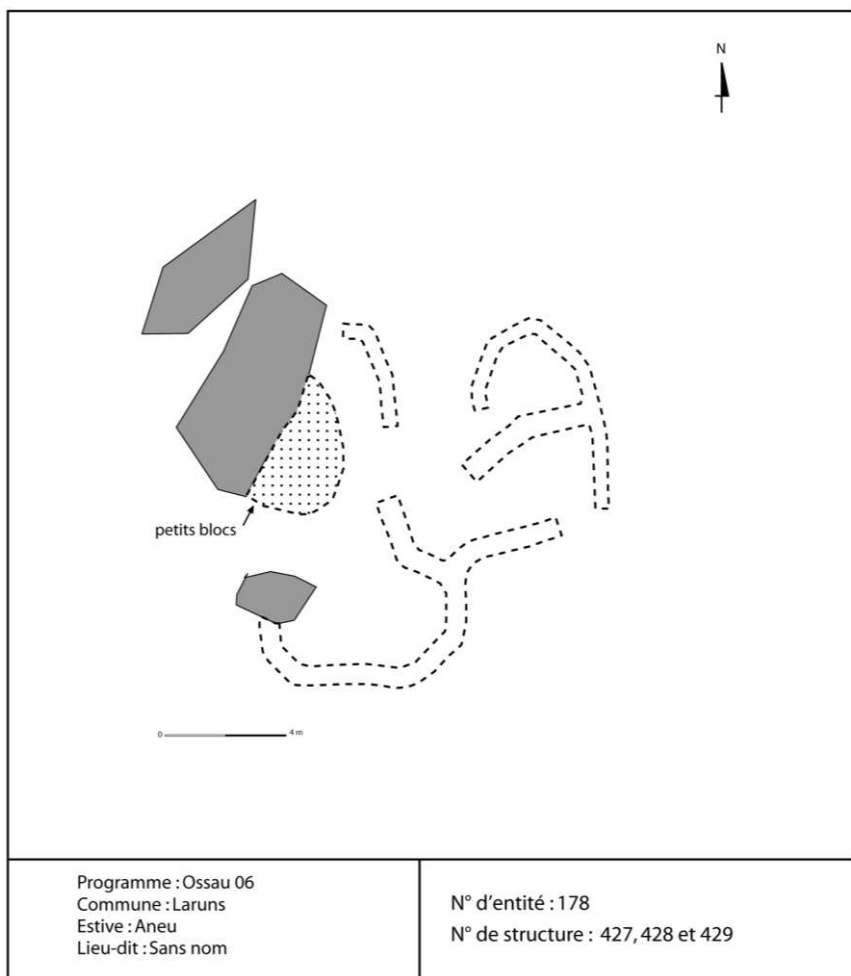 N
petits blocs
0 4 m
Programme : Ossau 06
Commune : Laruns
Estive : Aneu
Lieu-dit : Sans nom
N° d'entité : 178
N° de structure : 427, 428 et 429